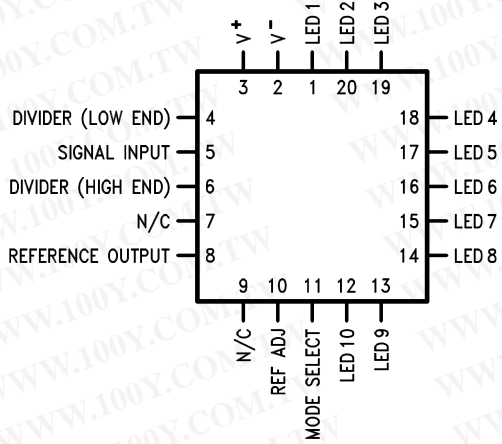 V+
V-
LED 1
LED 2
LED 3
3
2
1
20
19
DIVIDER (LOW END)
4
18
LED 4
SIGNAL INPUT
5
17
LED 5
DIVIDER (HIGH END)
6
16
LED 6
N/C
7
15
LED 7
REFERENCE OUTPUT
8
14
LED 8
9
10
11
12
13
N/C
REF ADJ
MODE SELECT
LED 10
LED 9
WWW.100Y.COM.TW